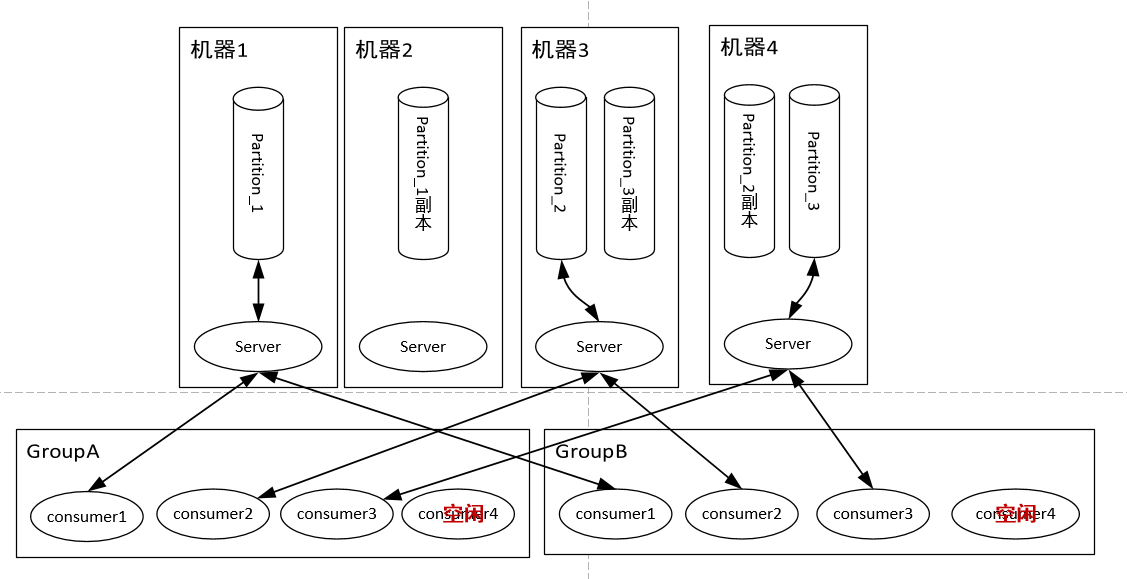 机器1
机器2
机器3
机器4
Partition_1
Partition_1副本
Partition_2
Partition_3副本
Partition_2副本
Partition_3
Server
Server
Server
Server
GroupA
GroupB
consumer1
consumer2
consumer3
consumer4
空闲
consumer1
consumer2
consumer3
consumer4
空闲